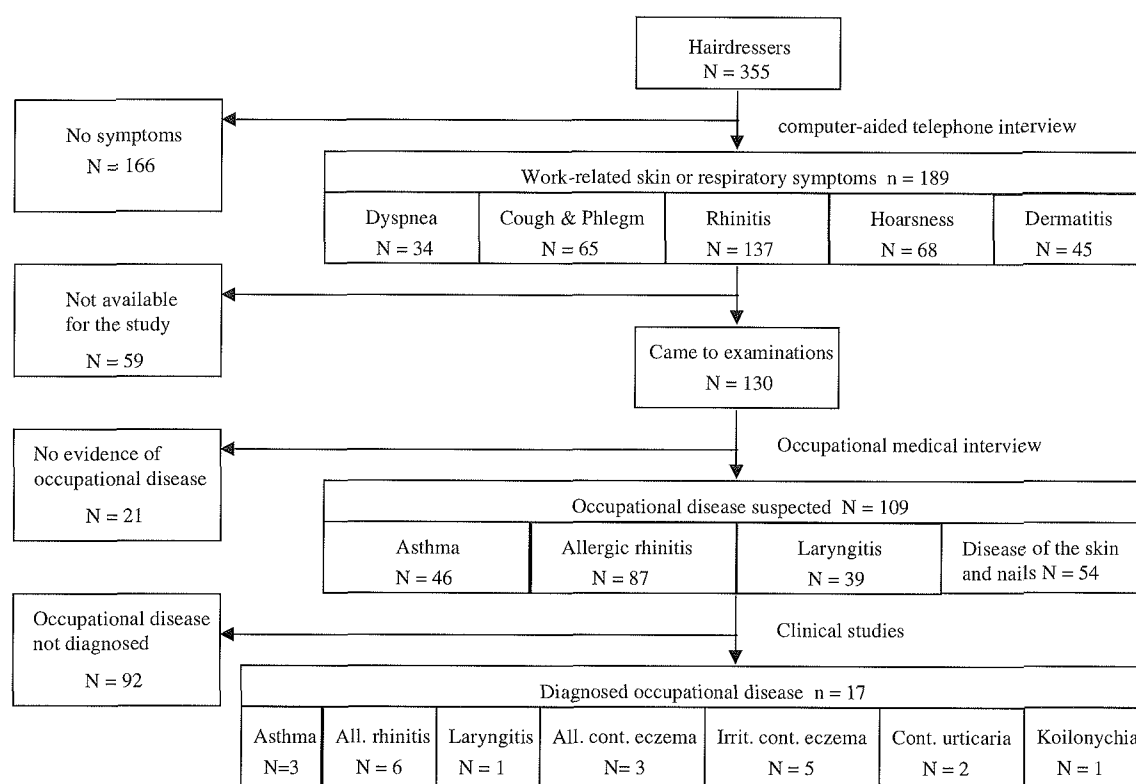 Hairdressers
N = 355
No symptoms
N = 166
computer-aided telephone interview
Work-related skin or respiratory symptoms n = 189
Dyspnea
N = 34
Cough & Phlegm
N = 65
Rhinitis
N = 137
Hoarsness
N = 68
Dermatitis
N = 45
Not available
for the study
N = 59
Came to examinations
N = 130
Occupational medical interview
No evidence of
occupational disease
N = 21
Occupational disease suspected N = 109
Asthma
N = 46
Allergic rhinitis
N = 87
Laryngitis
N = 39
Disease of the skin
and nails N = 54
Occupational disease
not diagnosed
N = 92
Clinical studies
Diagnosed occupational disease n = 17
Asthma
N=3
All. rhinitis
N = 6
Laryngitis
N = 1
All. cont. eczema
N= 3
Irrit. cont. eczema
N = 5
Cont. urticaria
N = 2
Koilonychia
N = 1